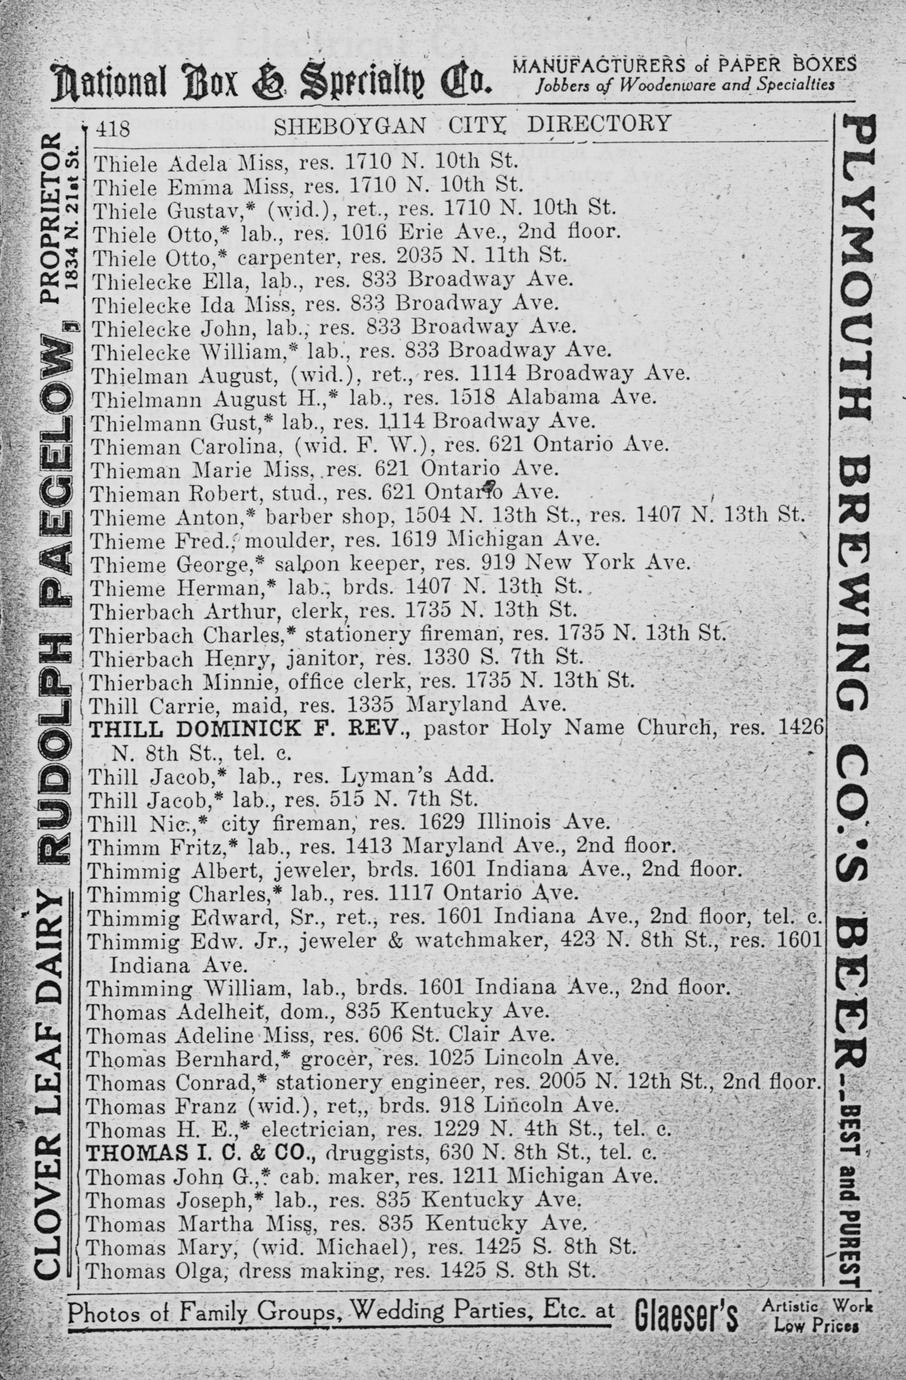 National Box & Specialty Co.
MANUFACTURERS of PAPER BOXES
Jobbers of Woodenware and Specialties
418
SHEBOYGAN CITY DIRECTORY
Thiele Adela Miss, res. 1710 N. 10th St.
Thiele Emma Miss, res. 1710 N. 10th St.
Thiele Gustav,* (wid.), ret., res. 1710 N. 10th St.
Thiele Otto,* lab., res. 1016 Erie Ave., 2nd floor.
Thiele Otto,* carpenter, res. 2035 N. 11th St.
Thielecke Ella, lab., res. 833 Broadway Ave.
Thielecke Ida Miss, res. 833 Broadway Ave.
Thielecke John, lab., res. 833 Broadway Ave.
Thielecke William,* lab., res. 833 Broadway Ave.
Thielman August, (wid.), ret., res. 1114 Broadway Ave.
Thielmann August H.,* lab., res. 1518 Alabama Ave.
Thielmann Gust,* lab., res. 1114 Broadway Ave.
Thieman Carolina, (wid. F. W.), res. 621 Ontario Ave.
Thieman Marie Miss, res. 621 Ontario Ave.
Thieman Robert, stud., res. 621 Ontario Ave.
Thieme Anton,* barber shop, 1504 N. 13th St., res. 1407 N. 13th St.
Thieme Fred., moulder, res. 1619 Michigan Ave.
Thieme George,* saloon keeper, res. 919 New York Ave.
Thieme Herman,* lab., brds. 1407 N. 13th St.
Thierbach Arthur, clerk, res. 1735 N. 13th St.
Thierbach Charles,* stationery fireman, res. 1735 N. 13th St.
Thierbach Henry, janitor, res. 1330 S. 7th St.
Thierbach Minnie, office clerk, res. 1735 N. 13th St.
Thill Carrie, maid, res. 1335 Maryland Ave.
THILL DOMINICK F. REV., pastor Holy Name Church, res. 1426
N. 8th St., tel. c.
Thill Jacob,* lab., res. Lyman's Add.
Thill Jacob,* lab., res. 515 N. 7th St.
Thill Nic.,* city fireman, res. 1629 Illinois Ave.
Thimm Fritz,* lab., res. 1413 Maryland Ave., 2nd floor.
Thimmig Albert, jeweler, brds. 1601 Indiana Ave., 2nd floor.
Thimmig Charles,* lab., res. 1117 Ontario Ave.
Thimmig Edward, Sr., ret., res. 1601 Indiana Ave., 2nd floor, tel. c.
Thimmig Edw. Jr., jeweler & watchmaker, 423 N. 8th St., res. 1601
Indiana Ave.
Thimming William, lab., brds. 1601 Indiana Ave., 2nd floor.
Thomas Adelheit, dom., 835 Kentucky Ave.
Thomas Adeline Miss, res. 606 St. Clair Ave.
Thomas Bernhard,* grocer, res. 1025 Lincoln Ave.
Thomas Conrad,* stationery engineer, res. 2005 N. 12th St., 2nd floor.
Thomas Franz (wid.), ret., brds. 918 Lincoln Ave.
Thomas H. E.,* electrician, res. 1229 N. 4th St., tel. c.
THOMAS I. C. & CO., druggists, 630 N. 8th St., tel. c.
Thomas John G.,* cab. maker, res. 1211 Michigan Ave.
Thomas Joseph,* lab., res. 835 Kentucky Ave.
Thomas Martha Miss, res. 835 Kentucky Ave.
Thomas Mary, (wid. Michael), res. 1425 S. 8th St.
Thomas Olga, dress making, res. 1425 S. 8th St.
CLOVER LEAF DAIRY RUDOLPH PAEGELOW, PROPRIETOR
1834 N. 21st St.
PLYMOUTH BREWING CO.'S BEER--BEST and PUREST
Photos of Family Groups, Wedding Parties, Etc. at Glaeser's
Artistic Work
Low Prices